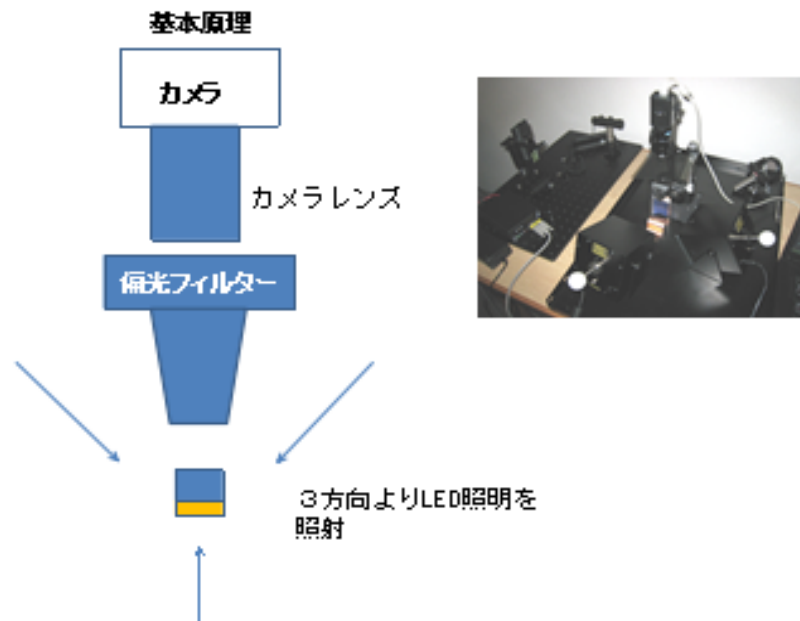 基本原理
カメラ
カメラレンズ
偏光フィルター
３方向よりLED照明を
照射